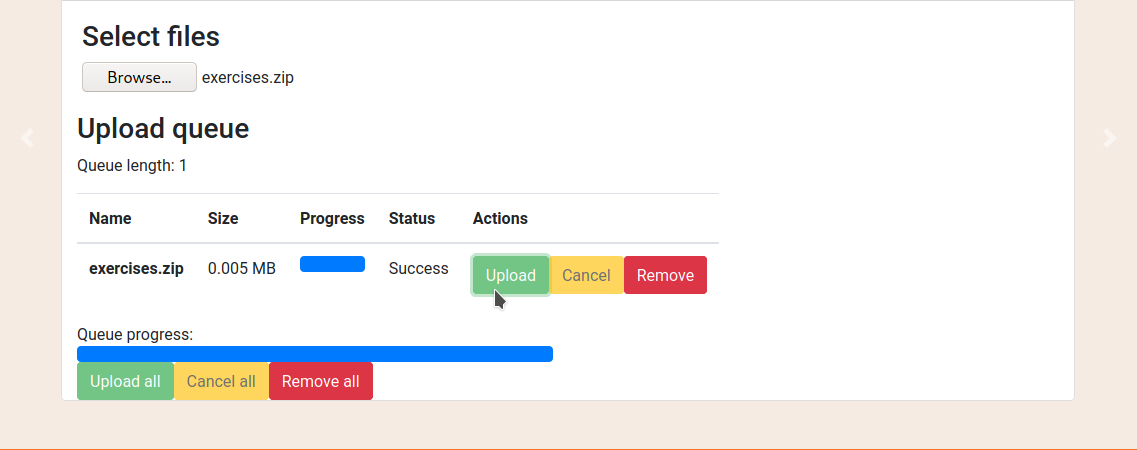 Select files
Browse... exercises.zip
Upload queue
Queue length: 1
Name Size Progress Status Actions
exercises.zip 0.005 MB Success Upload Cancel Remove
Queue progress:
Upload all Cancel all Remove all